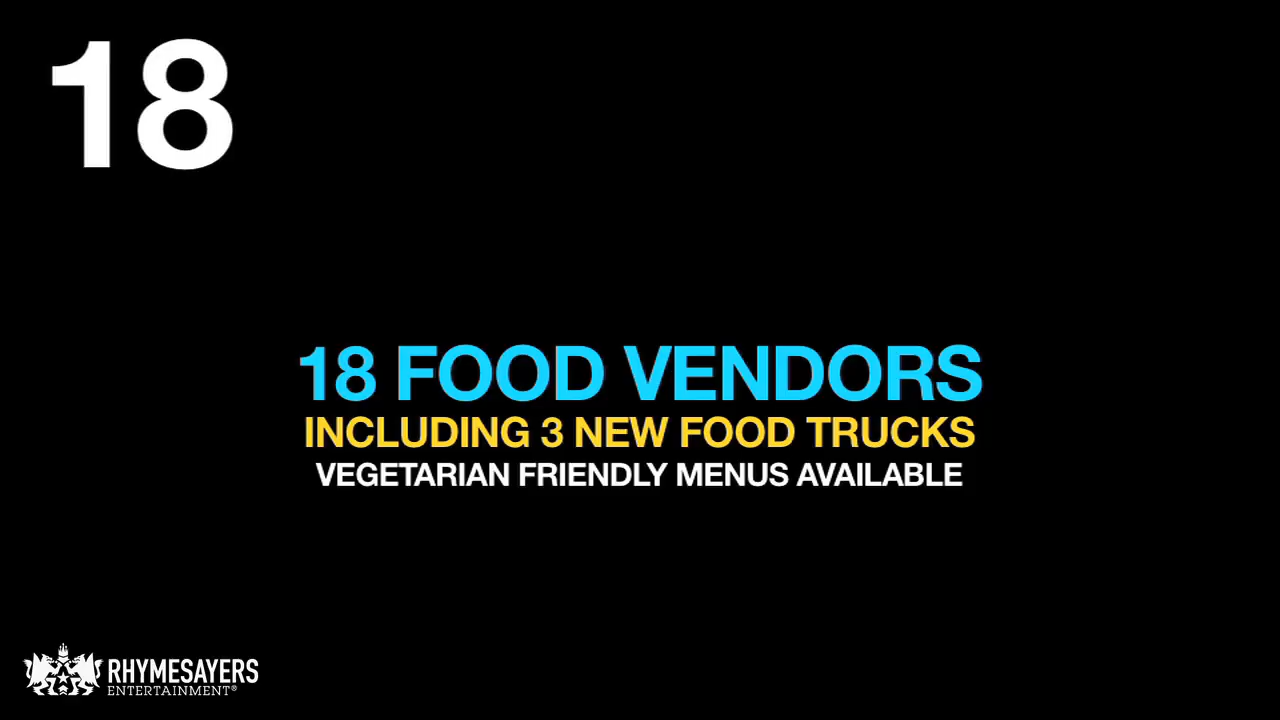 18
18 FOOD VENDORS
INCLUDING 3 NEW FOOD TRUCKS
VEGETARIAN FRIENDLY MENUS AVAILABLE
RHYMESAYERS
ENTERTAINMENT®